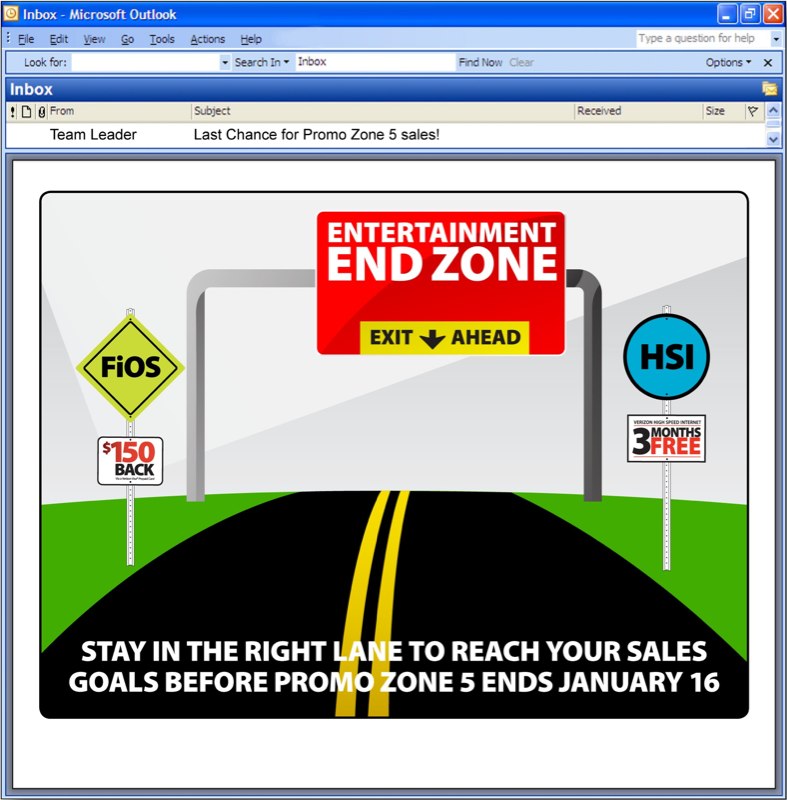 Inbox - Microsoft Outlook
File Edit View Go Tools Actions Help
Type a question for help
Look for: Search In Inbox Find Now Clear Options
Inbox
From Subject Received Size
Team Leader Last Chance for Promo Zone 5 sales!
ENTERTAINMENT
END ZONE
EXIT AHEAD
FiOS
$150
BACK
HSI
VERIZON HIGH SPEED INTERNET
3 MONTHS
FREE
STAY IN THE RIGHT LANE TO REACH YOUR SALES
GOALS BEFORE PROMO ZONE 5 ENDS JANUARY 16